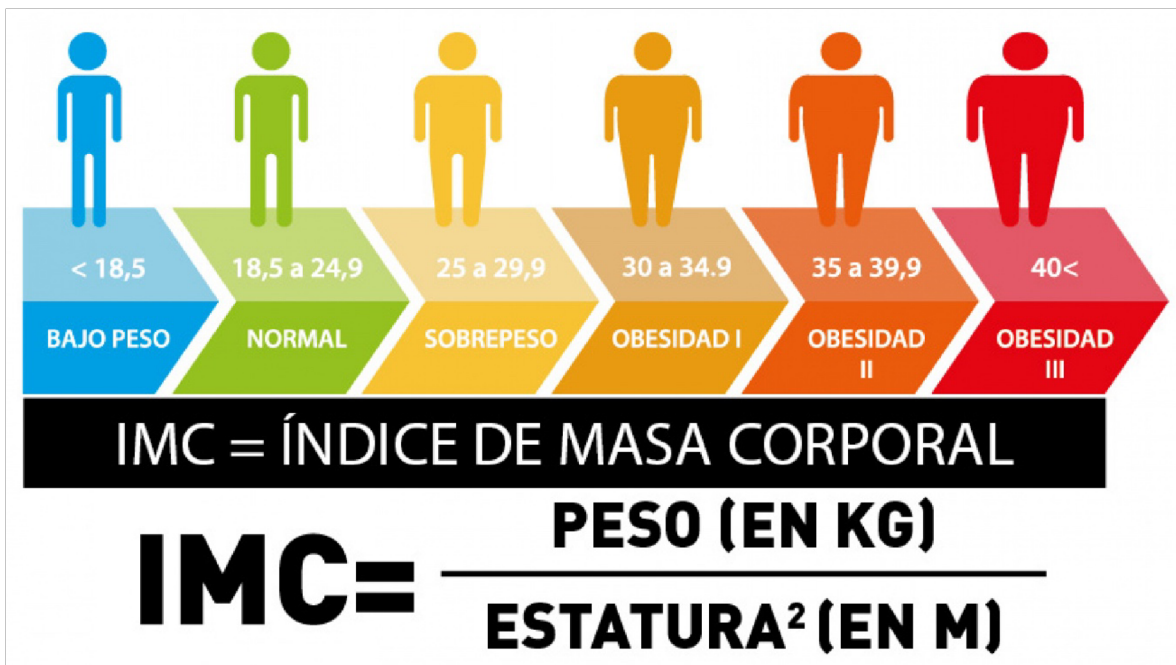 < 18,5
18,5 a 24,9
25 a 29,9
30 a 34.9
35 a 39,9
40<
BAJO PESO
NORMAL
SOBREPESO
OBESIDAD I
OBESIDAD
II
OBESIDAD
III
IMC = ÍNDICE DE MASA CORPORAL
IMC=
PESO (EN KG)
ESTATURA² (EN M)